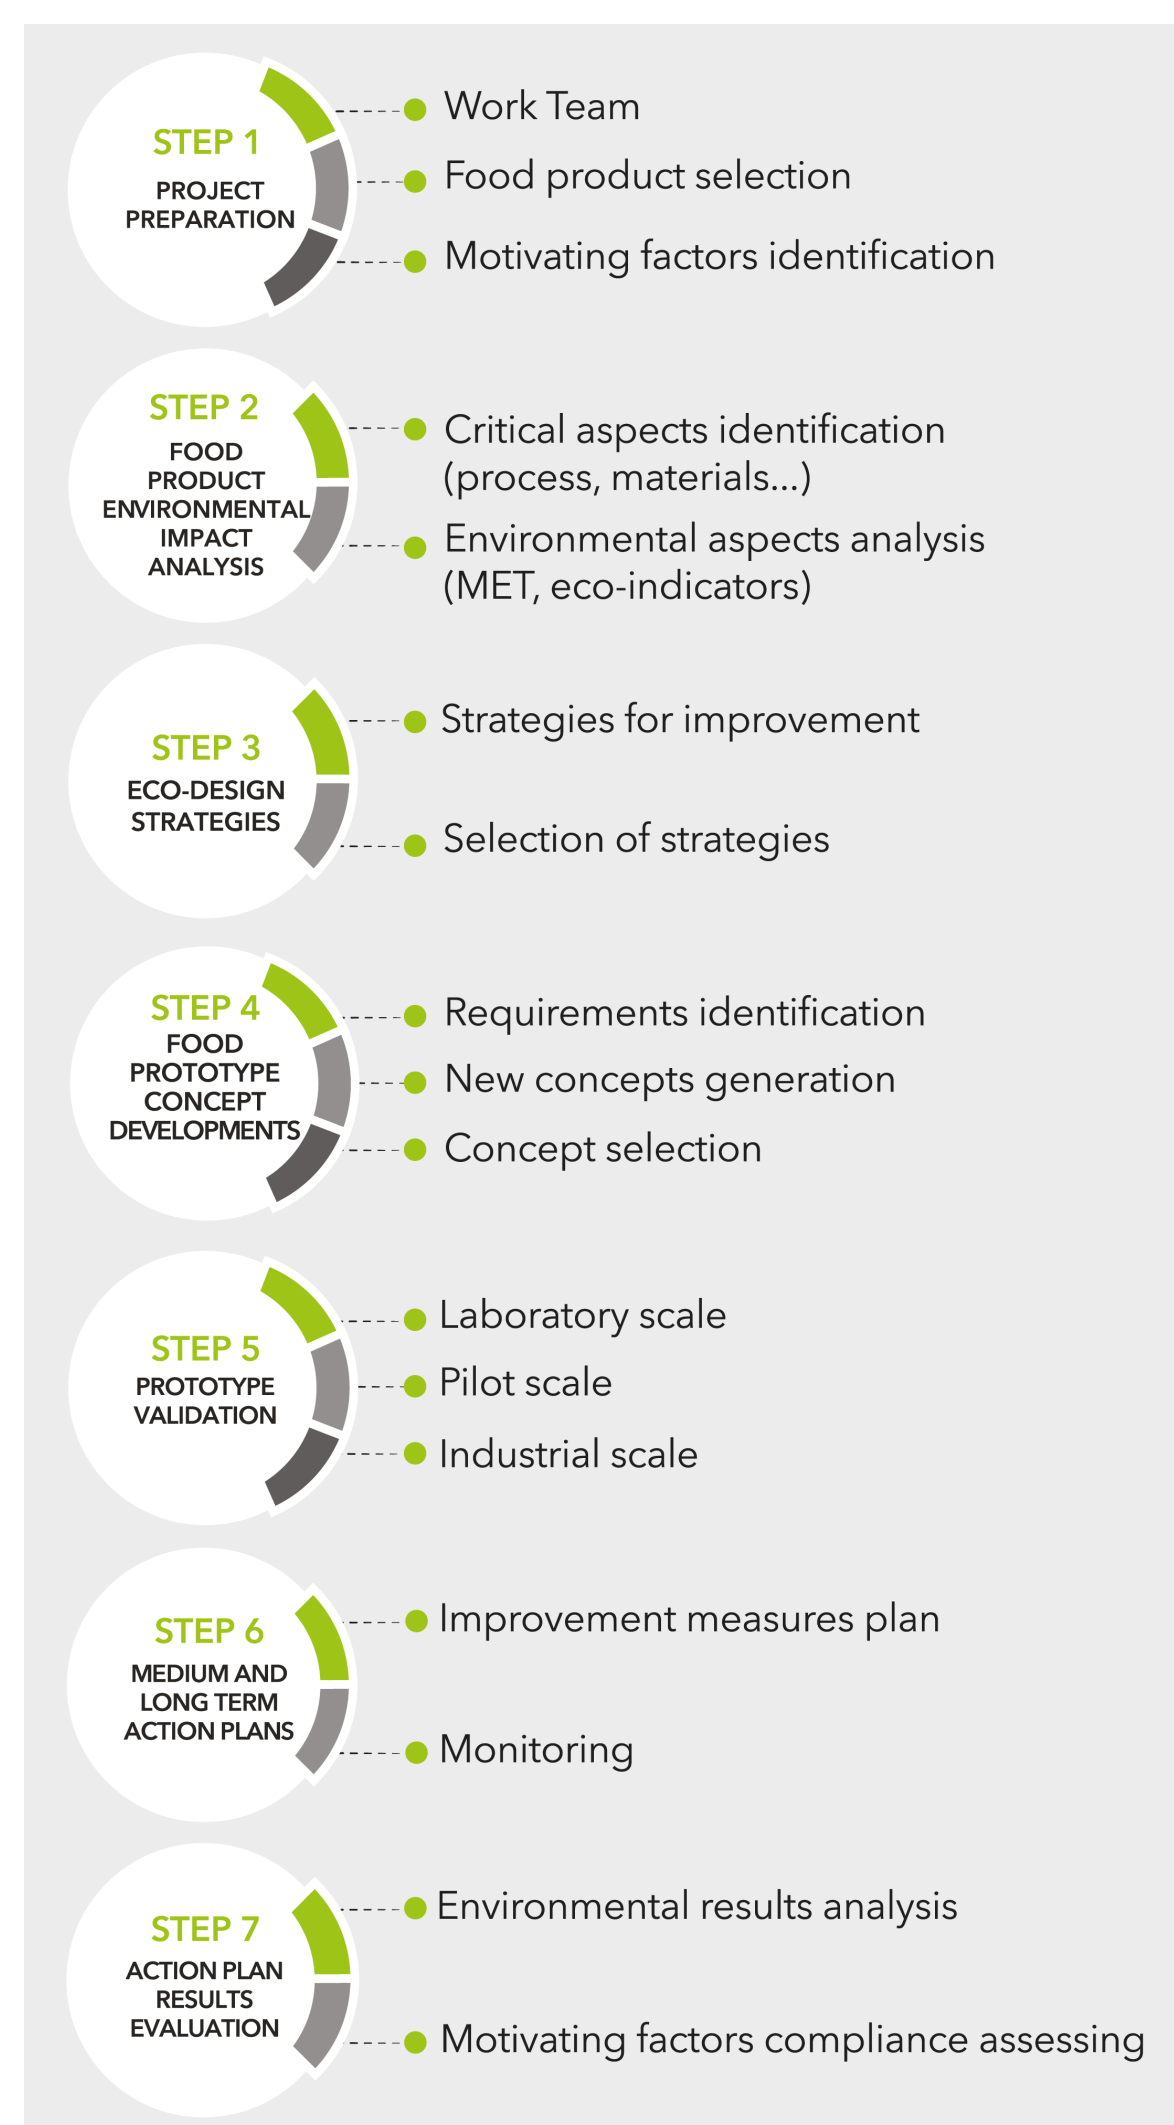 STEP 1
PROJECT
PREPARATION
Work Team
Food product selection
Motivating factors identification
STEP 2
FOOD
PRODUCT
ENVIRONMENTAL
IMPACT
ANALYSIS
Critical aspects identification
(process, materials...)
Environmental aspects analysis
(MET, eco-indicators)
STEP 3
ECO-DESIGN
STRATEGIES
Strategies for improvement
Selection of strategies
STEP 4
FOOD
PROTOTYPE
CONCEPT
DEVELOPMENTS
Requirements identification
New concepts generation
Concept selection
STEP 5
PROTOTYPE
VALIDATION
Laboratory scale
Pilot scale
Industrial scale
STEP 6
MEDIUM AND
LONG TERM
ACTION PLANS
Improvement measures plan
Monitoring
STEP 7
ACTION PLAN
RESULTS
EVALUATION
Environmental results analysis
Motivating factors compliance assessing